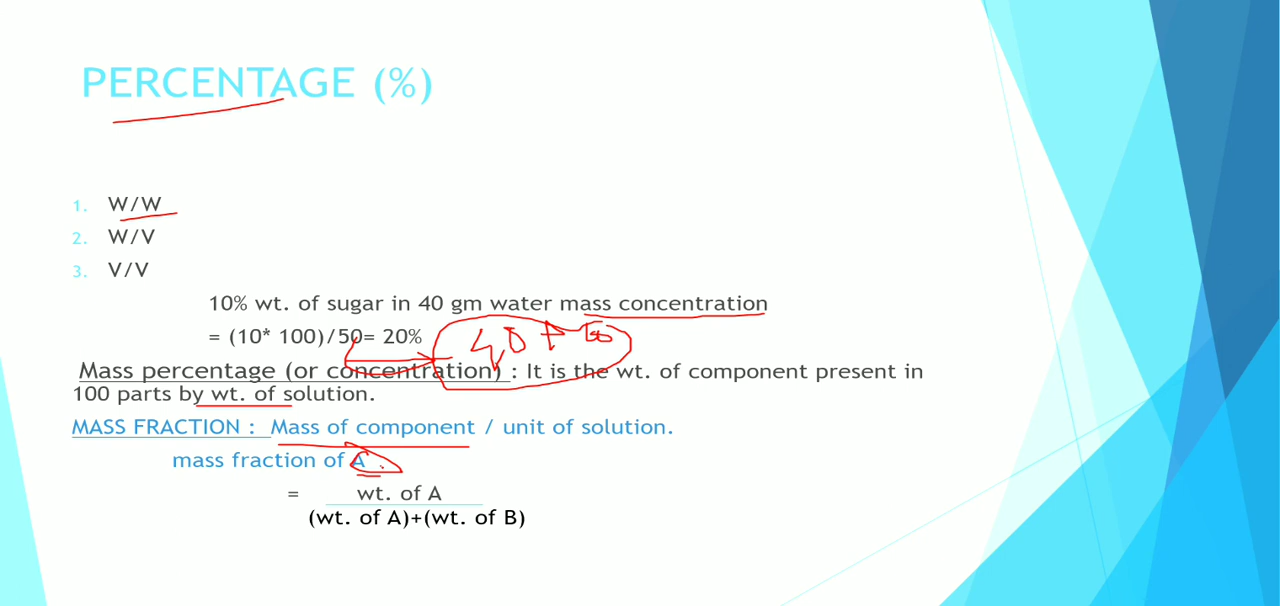 PERCENTAGE (%)
1. W/W
2. W/V
3. V/V
10% wt. of sugar in 40 gm water mass concentration
= (10* 100)/50= 20%
40 + 10
Mass percentage (or concentration) : It is the wt. of component present in
100 parts by wt. of solution.
MASS FRACTION : Mass of component / unit of solution.
mass fraction of A
= wt. of A
(wt. of A)+(wt. of B)